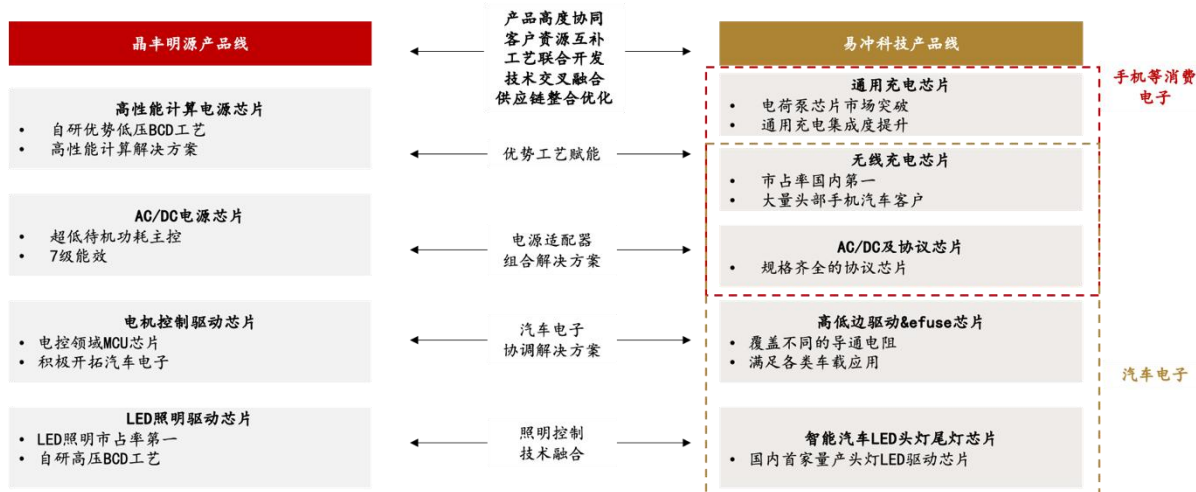 晶丰明源产品线
高性能计算电源芯片
• 自研优势低压BCD工艺
• 高性能计算解决方案
AC/DC电源芯片
• 超低待机功耗主控
• 7级能效
电机控制驱动芯片
• 电控领域MCU芯片
• 积极开拓汽车电子
LED照明驱动芯片
• LED照明市占率第一
• 自研高压BCD工艺
产品高度协同
客户资源互补
工艺联合开发
技术交叉融合
供应链整合优化
优势工艺赋能
电源适配器
组合解决方案
汽车电子
协调解决方案
照明控制
技术融合
易冲科技产品线
通用充电芯片
• 电荷泵芯片市场突破
• 通用充电集成度提升
无线充电芯片
• 市占率国内第一
• 大量头部手机汽车客户
AC/DC及协议芯片
• 规格齐全的协议芯片
高低边驱动&efuse芯片
• 覆盖不同的导通电阻
• 满足各类车载应用
智能汽车LED头灯尾灯芯片
• 国内首家量产头灯LED驱动芯片
手机等消费
电子
汽车电子